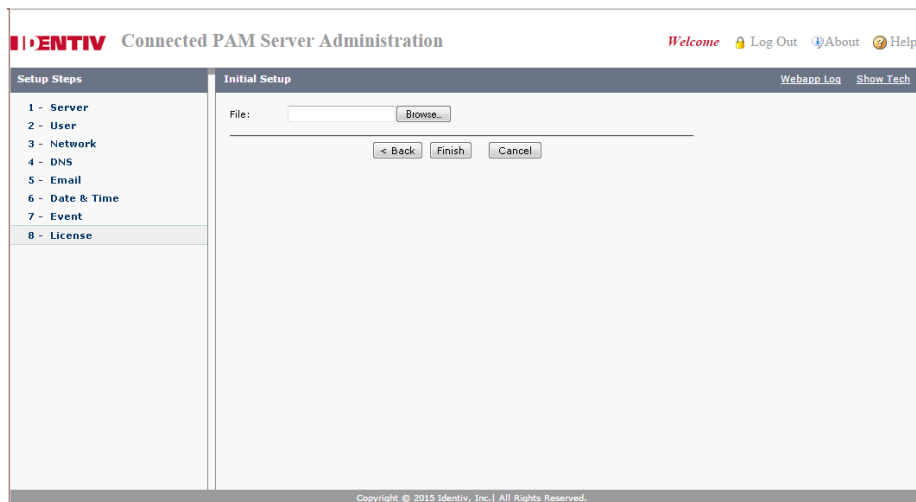 IDENTIV Connected PAM Server Administration Welcome Log Out About Help
Setup Steps
1 - Server
2 - User
3 - Network
4 - DNS
5 - Email
6 - Date & Time
7 - Event
8 - License
Initial Setup Webapp Log Show Tech
File: Browse...
< Back Finish Cancel
Copyright © 2015 Identiv, Inc.| All Rights Reserved.